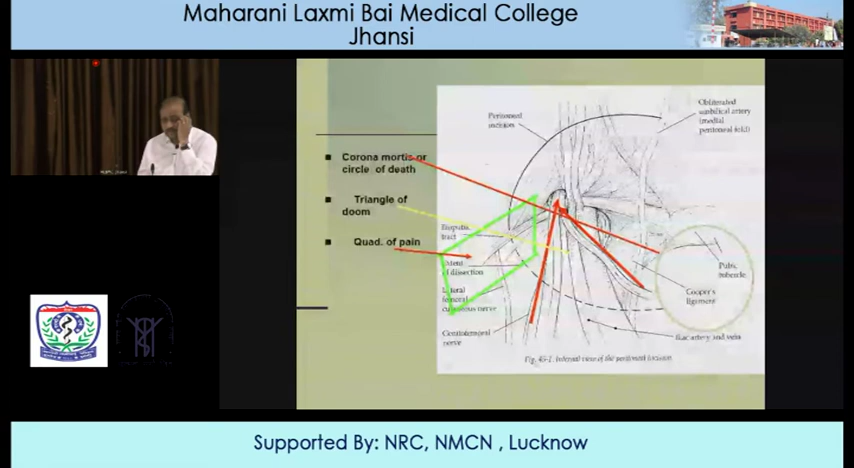 Maharani Laxmi Bai Medical College
Jhansi
Corona mortis or
circle of death
Triangle of
doom
Quad. of pain
Peritoneal
incision
Obliterated
umbilical artery
(medial
peritoneal fold)
Iliopubic
tract
Extent
of dissection
Lateral
femoral
cutaneous nerve
Genitofemoral
nerve
Pubic
tubercle
Cooper's
ligament
Iliac artery and vein
Fig. 45-1. Internal view of the peritoneal incision
Supported By: NRC, NMCN , Lucknow